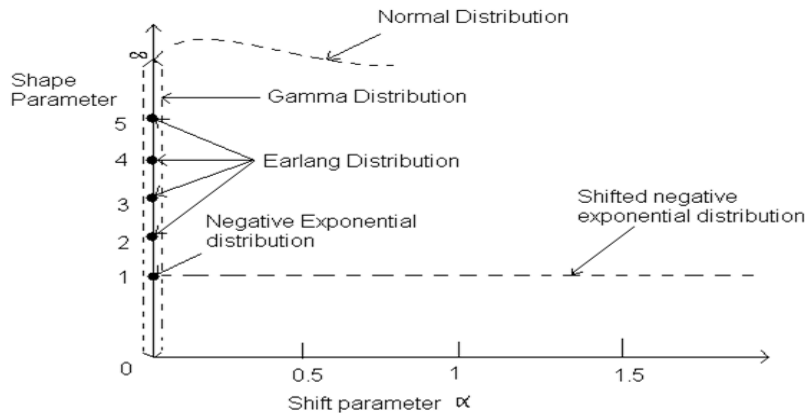 Normal Distribution
∞
Shape
Parameter
Gamma Distribution
5
4
Earlang Distribution
3
Shifted negative
exponential distribution
Negative Exponential
distribution
2
1
0
0.5
1
1.5
Shift parameter α